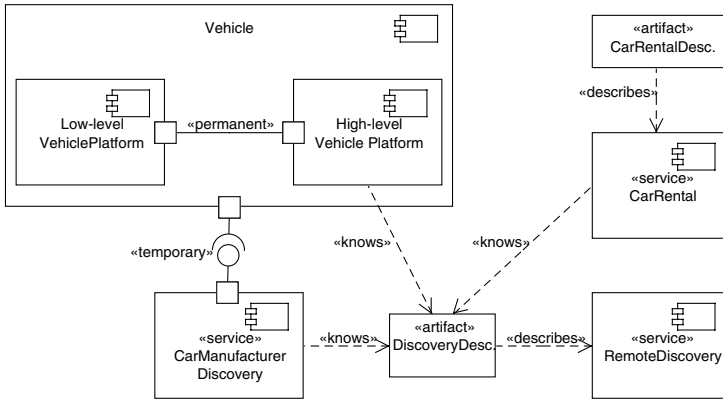 Vehicle
«artifact»
CarRentalDesc.
«describes»
Low-level
VehiclePlatform
«permanent»
High-level
Vehicle Platform
«service»
CarRental
«temporary»
«knows»
«knows»
«service»
CarManufacturer
Discovery
«knows»
«artifact»
DiscoveryDesc.
«describes»
«service»
RemoteDiscovery